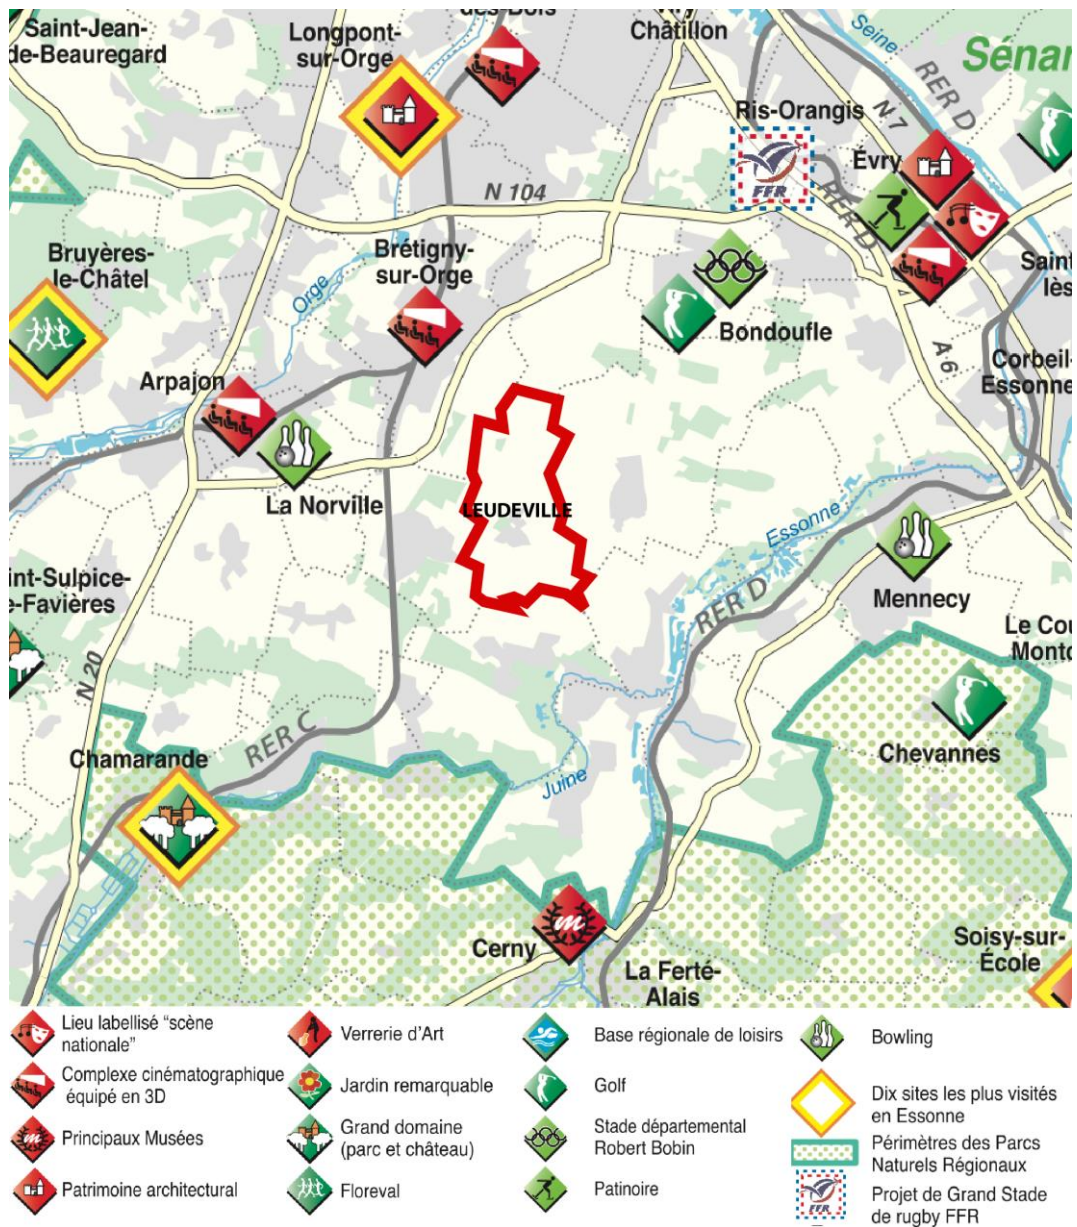 des-Bois
Saint-Jean-
de-Beauregard
Longpont-
sur-Orge
Châtillon
Seine
Sénar
RER D
N 7
Ris-Orangis
Évry
FFR
N 104
RER D
Bruyères-
le-Châtel
Brétigny-
sur-Orge
Orge
Saint
lès
Bondoufle
A 6
Corbeil-
Essonne
Arpajon
La Norville
LEUDEVILLE
Essonne
int-Sulpice-
e-Favières
RER D
Mennecy
Le Cou
Montc
N 20
RER C
Chamarande
Juine
Chevannes
m
Cerny
La Ferté-
Alais
Soisy-sur-
École
Lieu labellisé “scène
nationale”
Complexe cinématographique
équipé en 3D
m
Principaux Musées
Patrimoine architectural
Verrerie d’Art
Jardin remarquable
Grand domaine
(parc et château)
Floreval
Base régionale de loisirs
Golf
Stade départemental
Robert Bobin
Patinoire
Bowling
Dix sites les plus visités
en Essonne
Périmètres des Parcs
Naturels Régionaux
FFR
Projet de Grand Stade
de rugby FFR